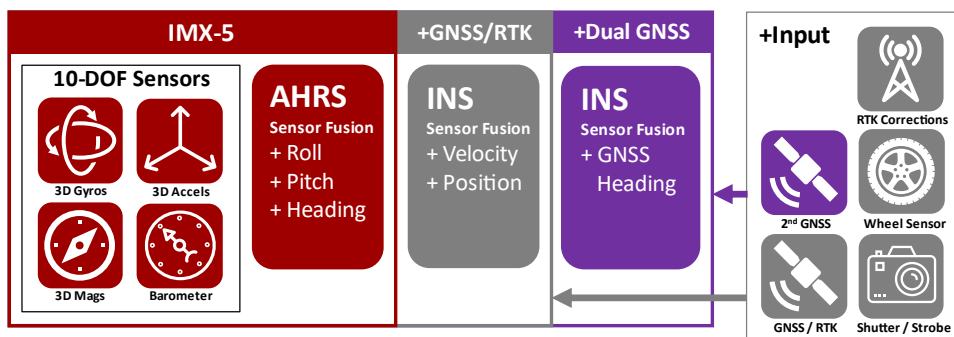 IMX-5
+GNSS/RTK
+Dual GNSS
10-DOF Sensors
3D Gyros
3D Accels
3D Mags
Barometer
AHRS
Sensor Fusion
+ Roll
+ Pitch
+ Heading
INS
Sensor Fusion
+ Velocity
+ Position
INS
Sensor Fusion
+ GNSS
Heading
+Input
RTK Corrections
2nd GNSS
Wheel Sensor
GNSS / RTK
Shutter / Strobe